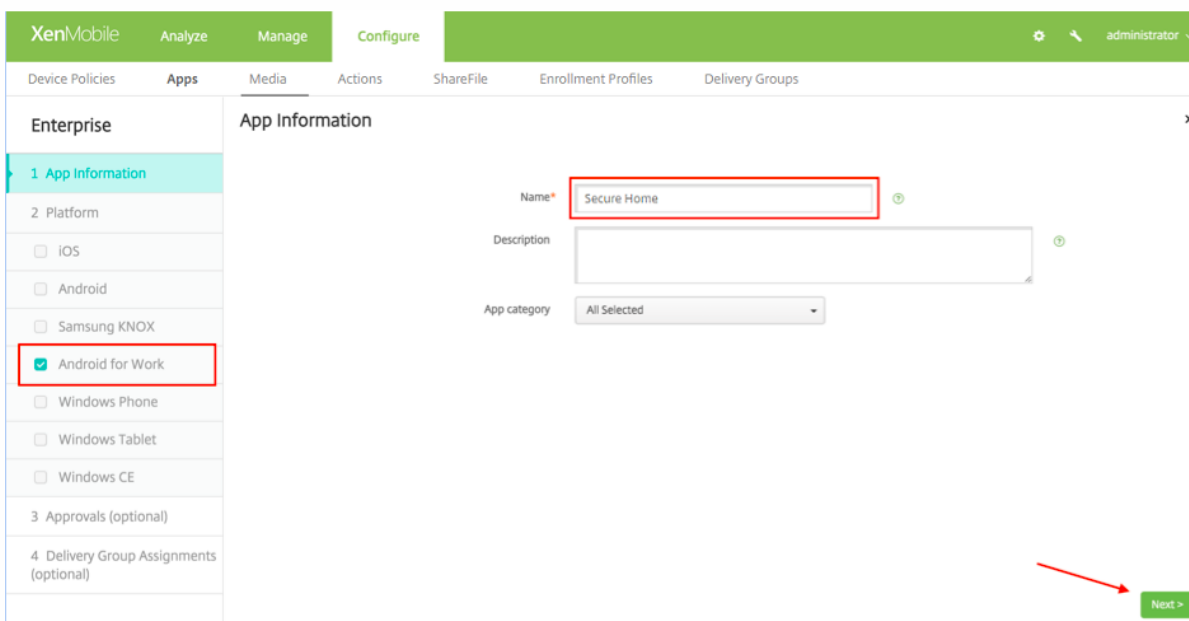 XenMobile Analyze Manage Configure administrator
Device Policies Apps Media Actions ShareFile Enrollment Profiles Delivery Groups
Enterprise
1 App Information
2 Platform
iOS
Android
Samsung KNOX
Android for Work
Windows Phone
Windows Tablet
Windows CE
3 Approvals (optional)
4 Delivery Group Assignments
(optional)
App Information
Name* Secure Home
Description
App category All Selected
Next >